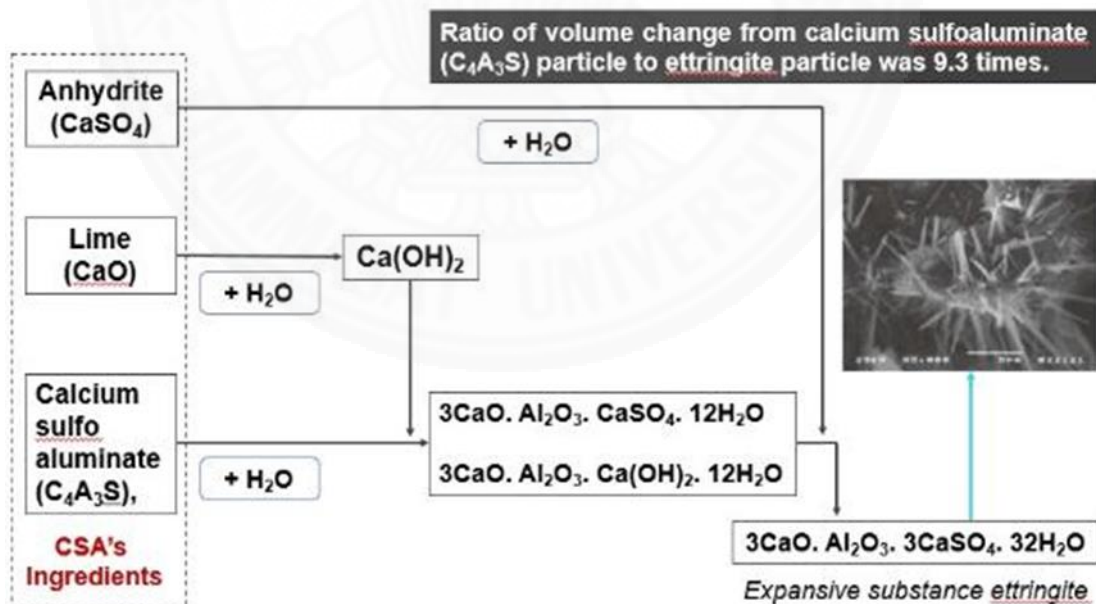 Ratio of volume change from calcium sulfoaluminate
(C₄A₃S) particle to ettringite particle was 9.3 times.
Anhydrite
(CaSO₄)
+ H₂O
Lime
(CaO)
+ H₂O
Ca(OH)₂
Calcium
sulfo
aluminate
(C₄A₃S),
+ H₂O
3CaO. Al₂O₃. CaSO₄. 12H₂O
3CaO. Al₂O₃. Ca(OH)₂. 12H₂O
CSA's
Ingredients
3CaO. Al₂O₃. 3CaSO₄. 32H₂O
Expansive substance ettringite
UNIVERSITY